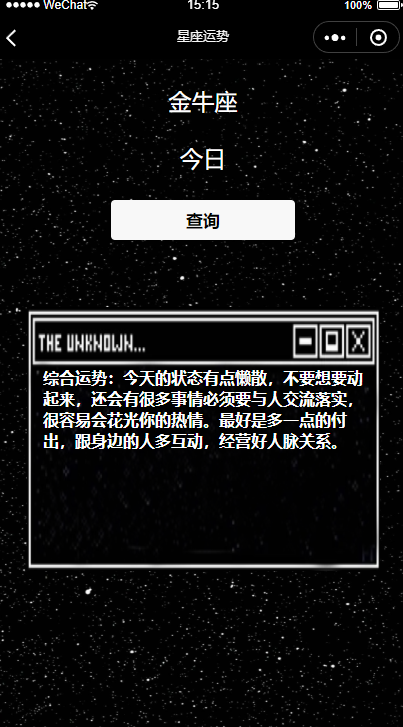 WeChat 15:15 100%
星座运势
金牛座
今日
查询
THE UNKNOWN...
综合运势：今天的状态有点懒散，不要想要动
起来，还会有很多事情必须要与人交流落实，
很容易会花光你的热情。最好是多一点的付
出，跟身边的人多互动，经营好人脉关系。